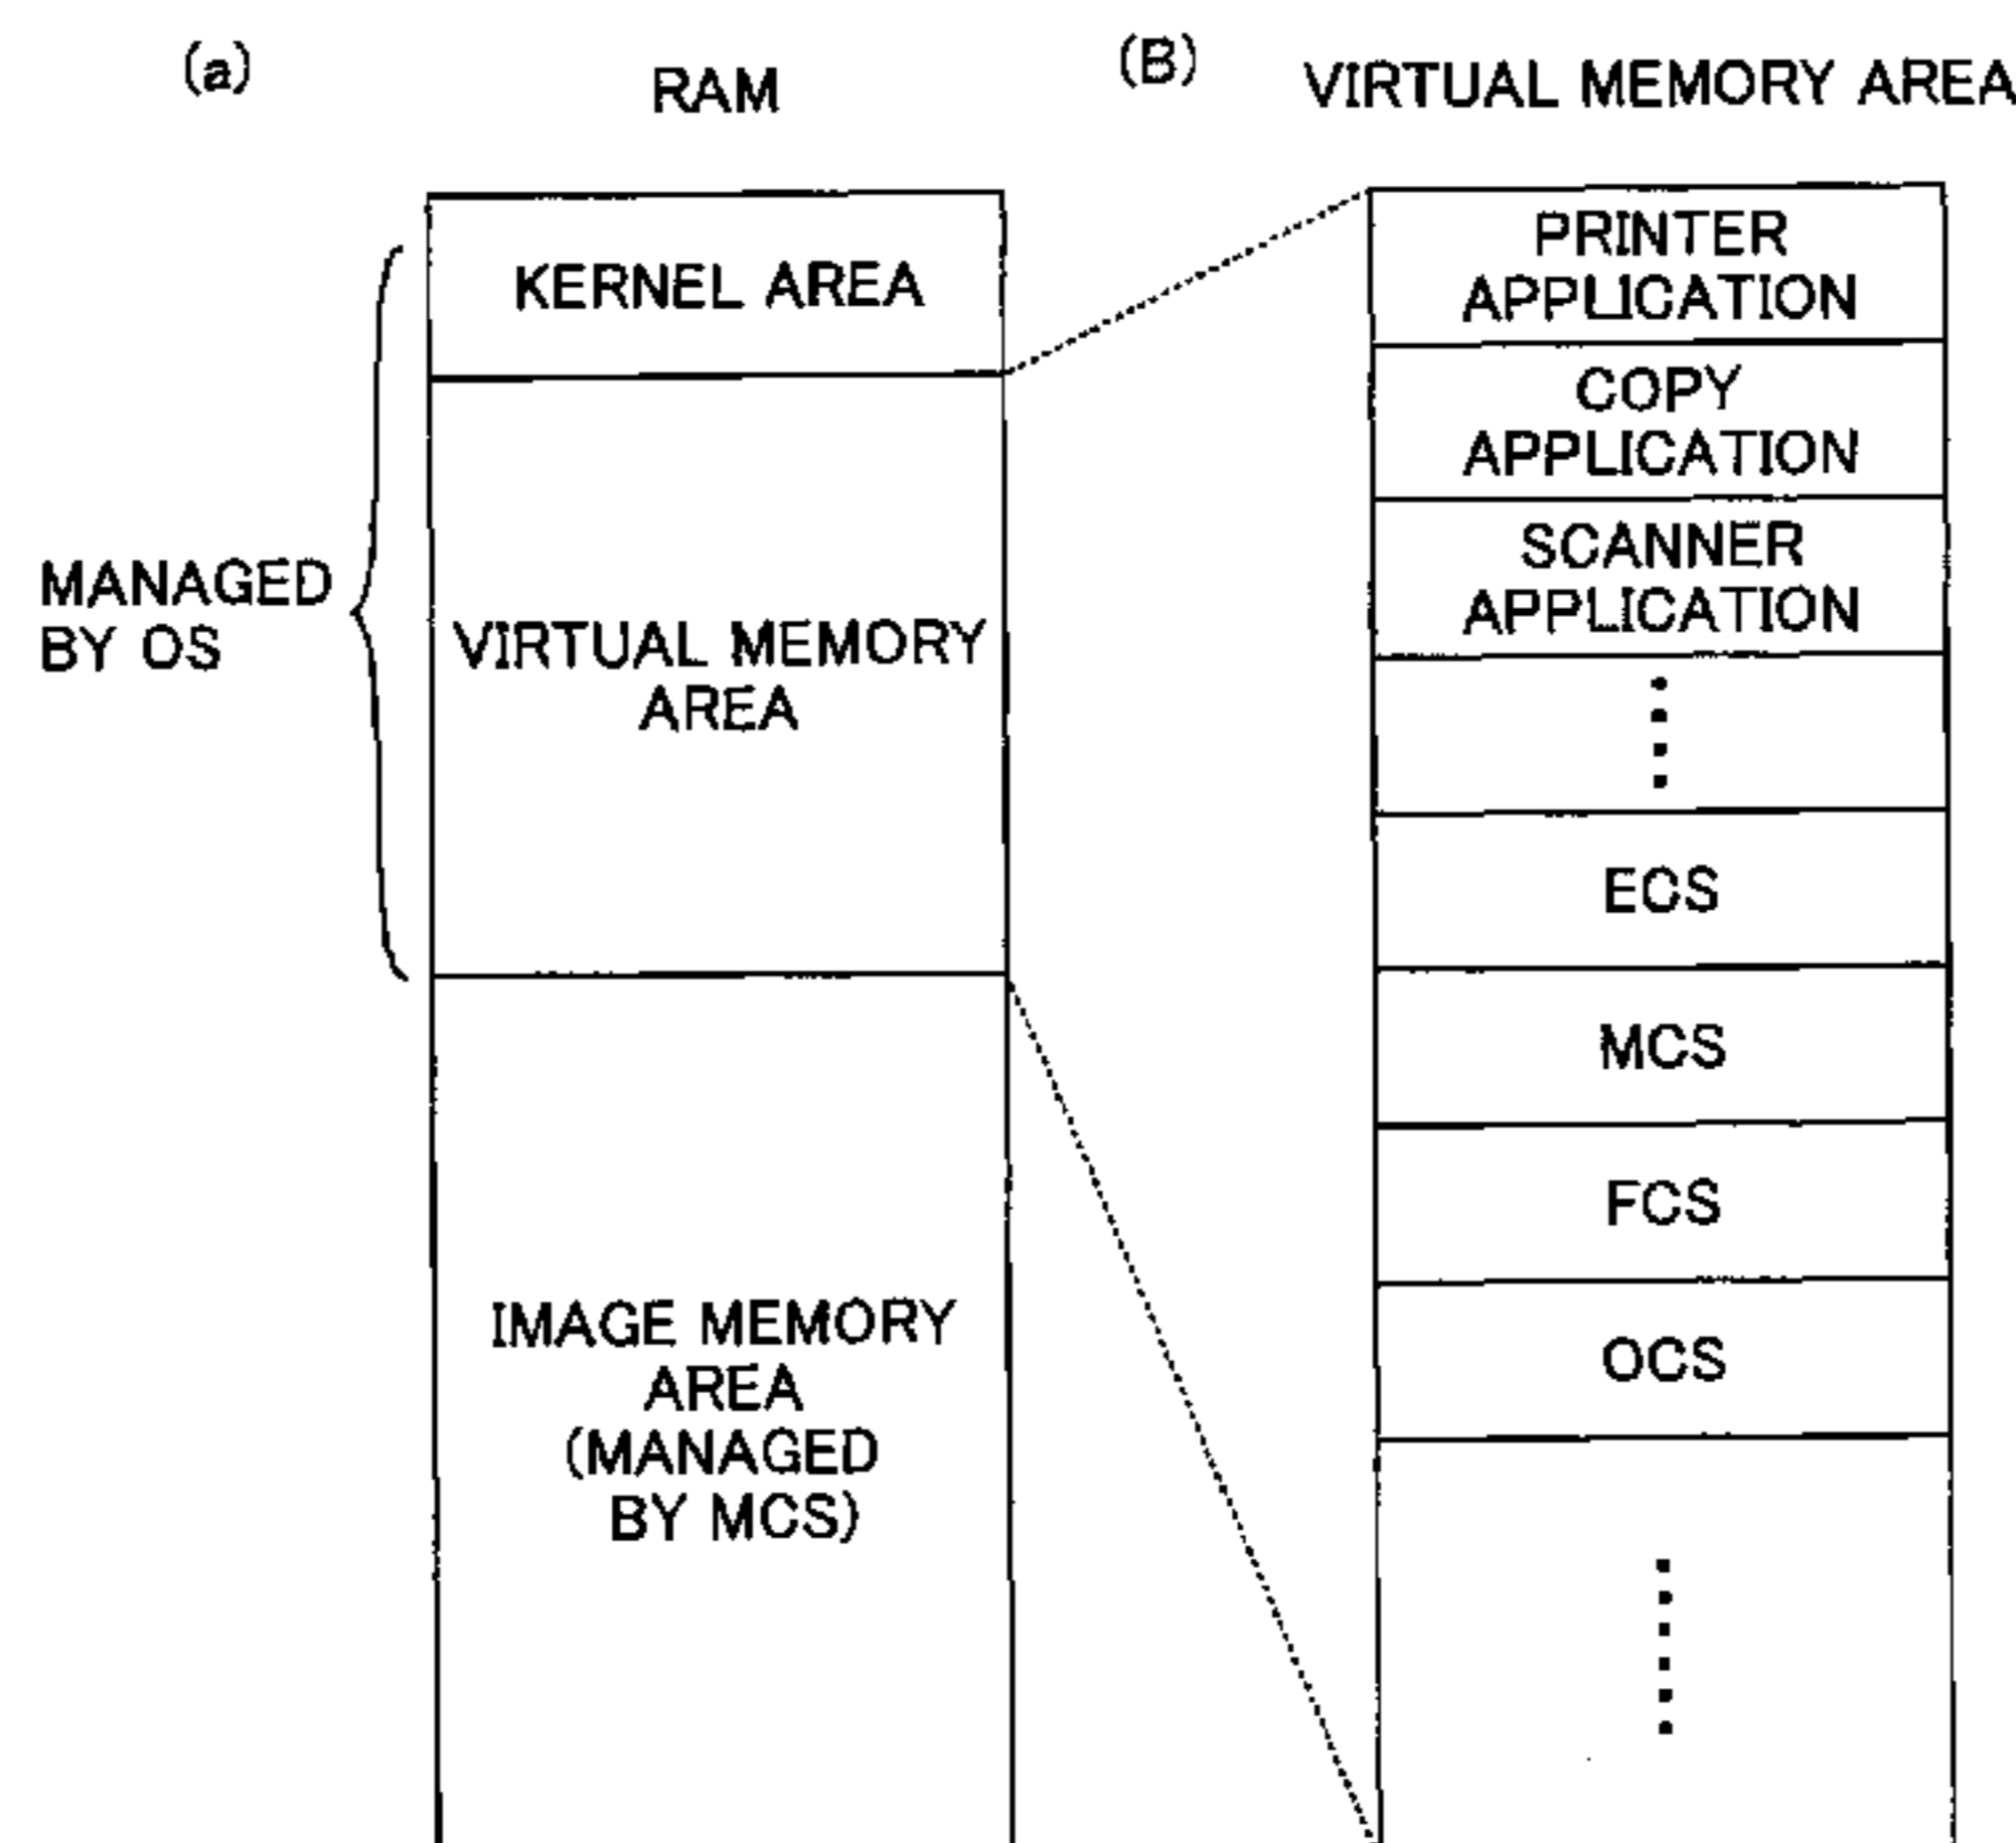 (a)
RAM
KERNEL AREA
MANAGED
BY OS
VIRTUAL MEMORY
AREA
IMAGE MEMORY
AREA
(MANAGED
BY MCS)
(B)
VIRTUAL MEMORY AREA
PRINTER
APPLICATION
COPY
APPLICATION
SCANNER
APPLICATION
ECS
MCS
FCS
OCS